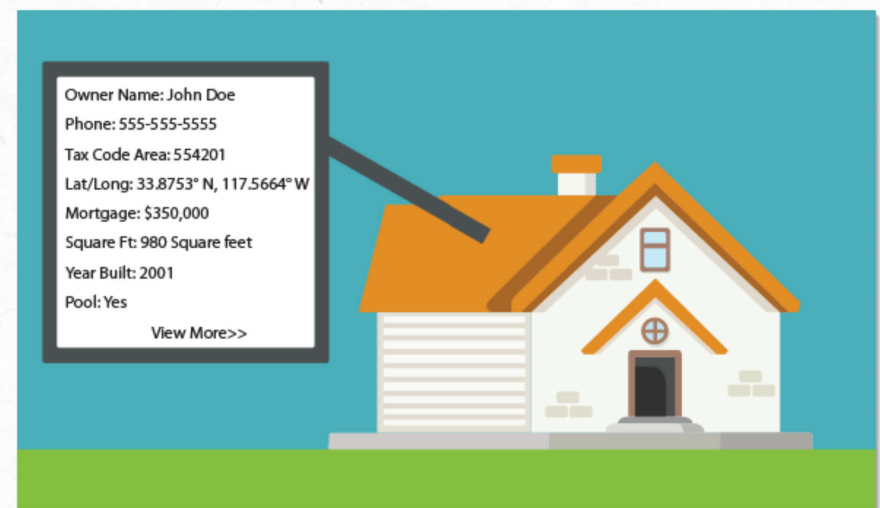 Owner Name: John Doe
Phone: 555-555-5555
Tax Code Area: 554201
Lat/Long: 33.8753° N, 117.5664° W
Mortgage: $350,000
Square Ft: 980 Square feet
Year Built: 2001
Pool: Yes
View More>>